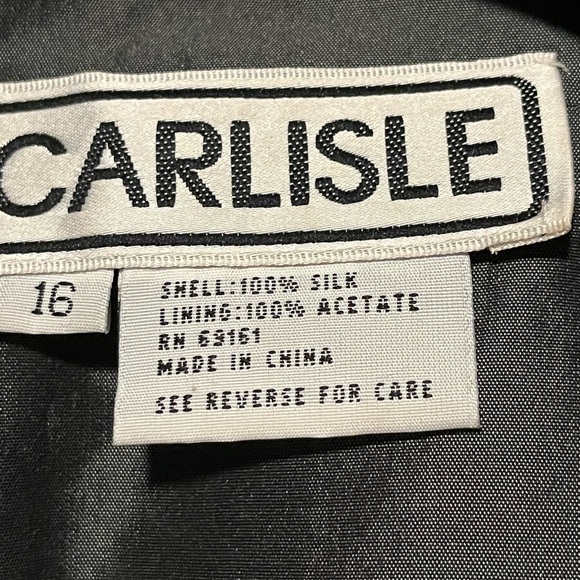 CARLISLE
16
SHELL:100% SILK
LINING:100% ACETATE
RN 69161
MADE IN CHINA
SEE REVERSE FOR CARE